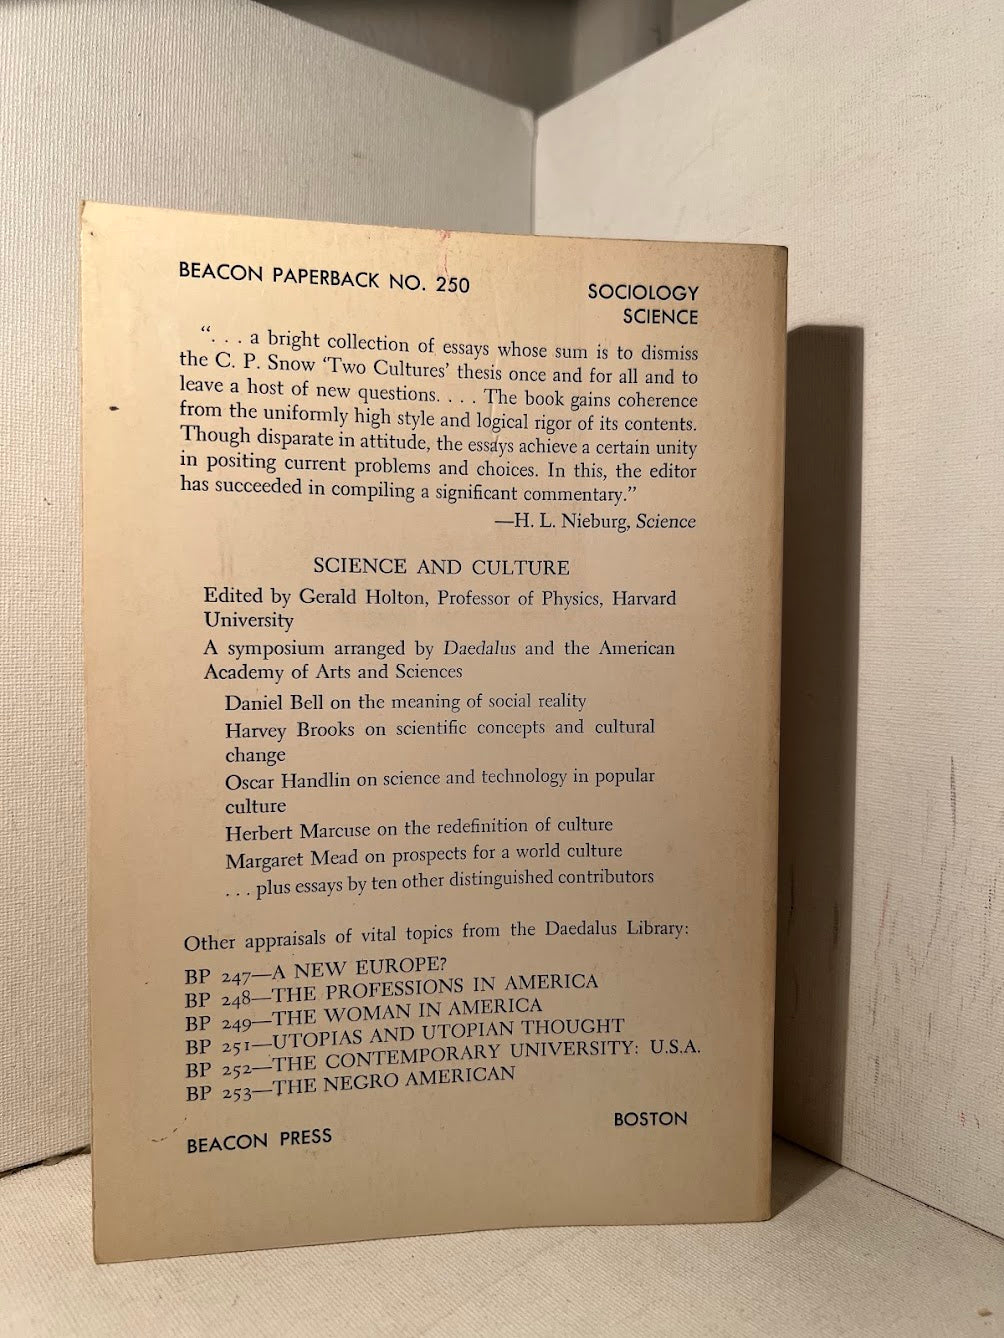 BEACON PAPERBACK NO. 250
SOCIOLOGY
SCIENCE
“. . . a bright collection of essays whose sum is to dismiss
the C. P. Snow ‘Two Cultures’ thesis once and for all and to
leave a host of new questions. . . . The book gains coherence
from the uniformly high style and logical rigor of its contents.
Though disparate in attitude, the essays achieve a certain unity
in positing current problems and choices. In this, the editor
has succeeded in compiling a significant commentary.”
—H. L. Nieburg, Science
SCIENCE AND CULTURE
Edited by Gerald Holton, Professor of Physics, Harvard
University
A symposium arranged by Daedalus and the American
Academy of Arts and Sciences
Daniel Bell on the meaning of social reality
Harvey Brooks on scientific concepts and cultural
change
Oscar Handlin on science and technology in popular
culture
Herbert Marcuse on the redefinition of culture
Margaret Mead on prospects for a world culture
. . . plus essays by ten other distinguished contributors
Other appraisals of vital topics from the Daedalus Library:
BP 247—A NEW EUROPE?
BP 248—THE PROFESSIONS IN AMERICA
BP 249—THE WOMAN IN AMERICA
BP 251—UTOPIAS AND UTOPIAN THOUGHT
BP 252—THE CONTEMPORARY UNIVERSITY: U.S.A.
BP 253—THE NEGRO AMERICAN
BEACON PRESS
BOSTON